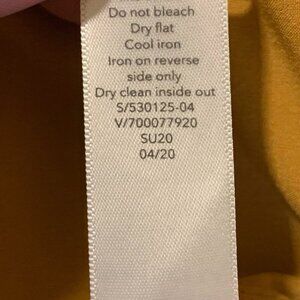 Do not bleach
Dry flat
Cool iron
Iron on reverse
side only
Dry clean inside out
S/530125-04
V/700077920
SU20
04/20